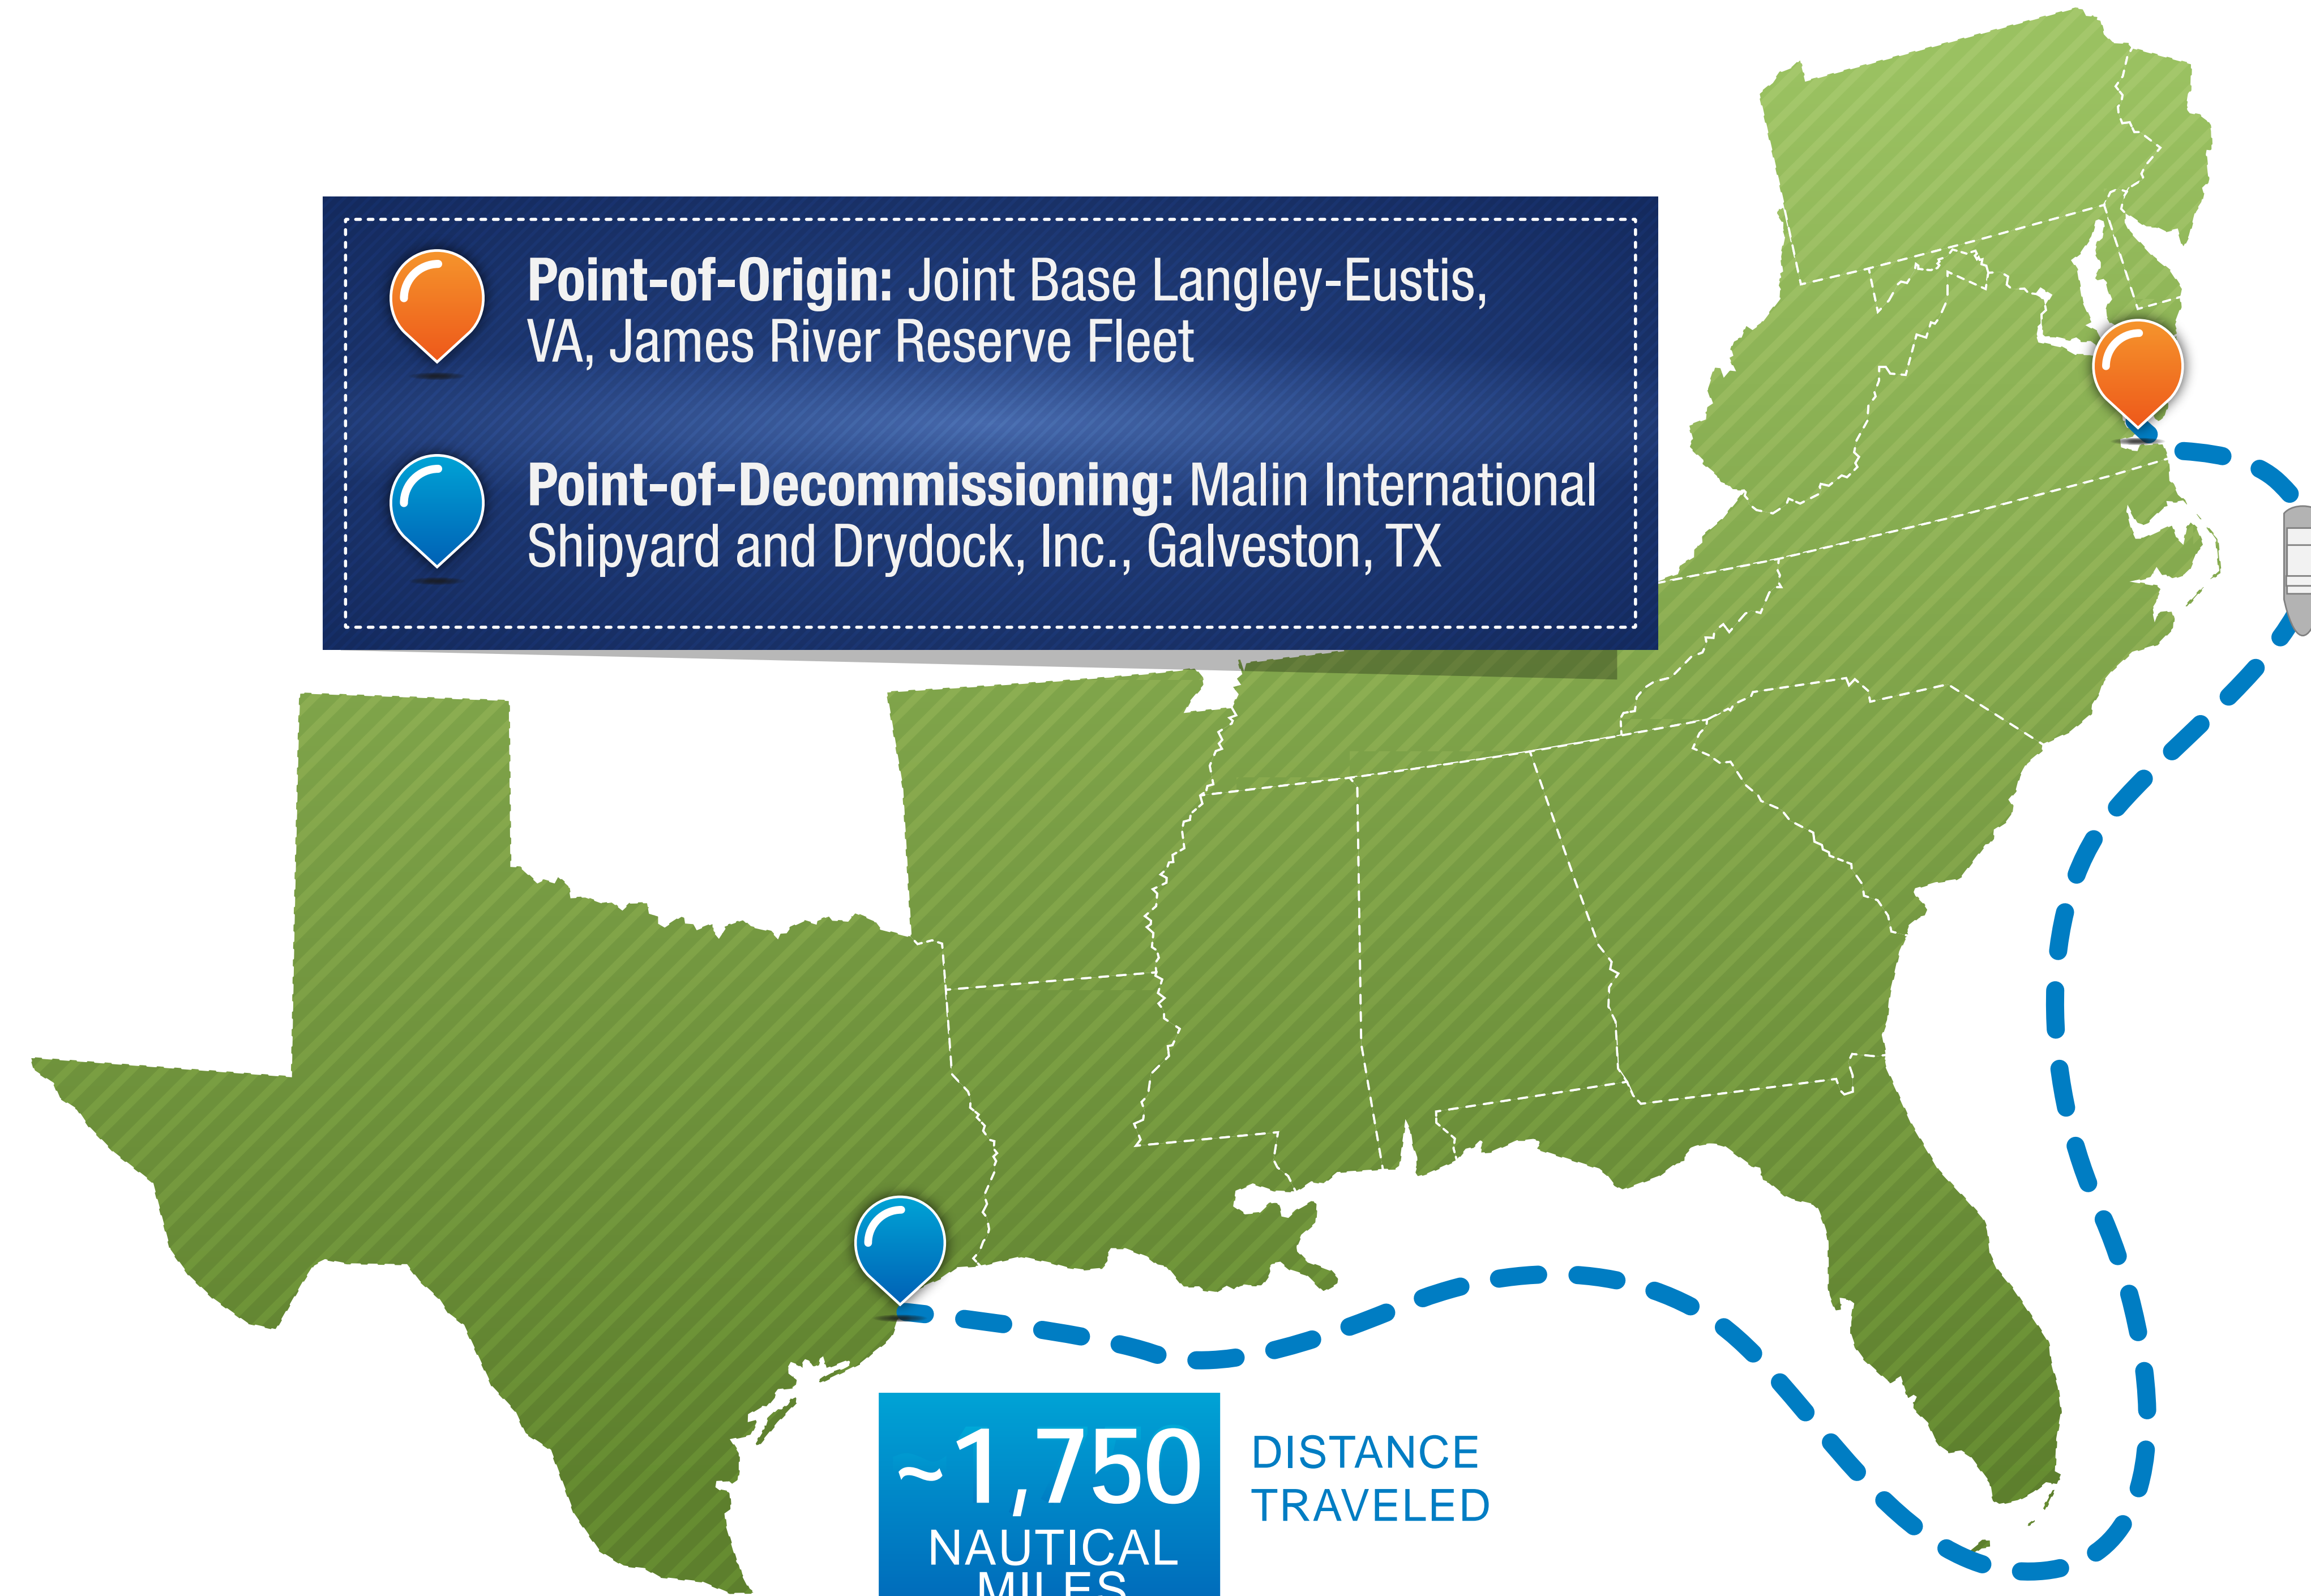 Point-of-Origin: Joint Base Langley-Eustis,
VA, James River Reserve Fleet
Point-of-Decommissioning: Malin International
Shipyard and Drydock, Inc., Galveston, TX
~1,750
NAUTICAL
MILES
DISTANCE
TRAVELED